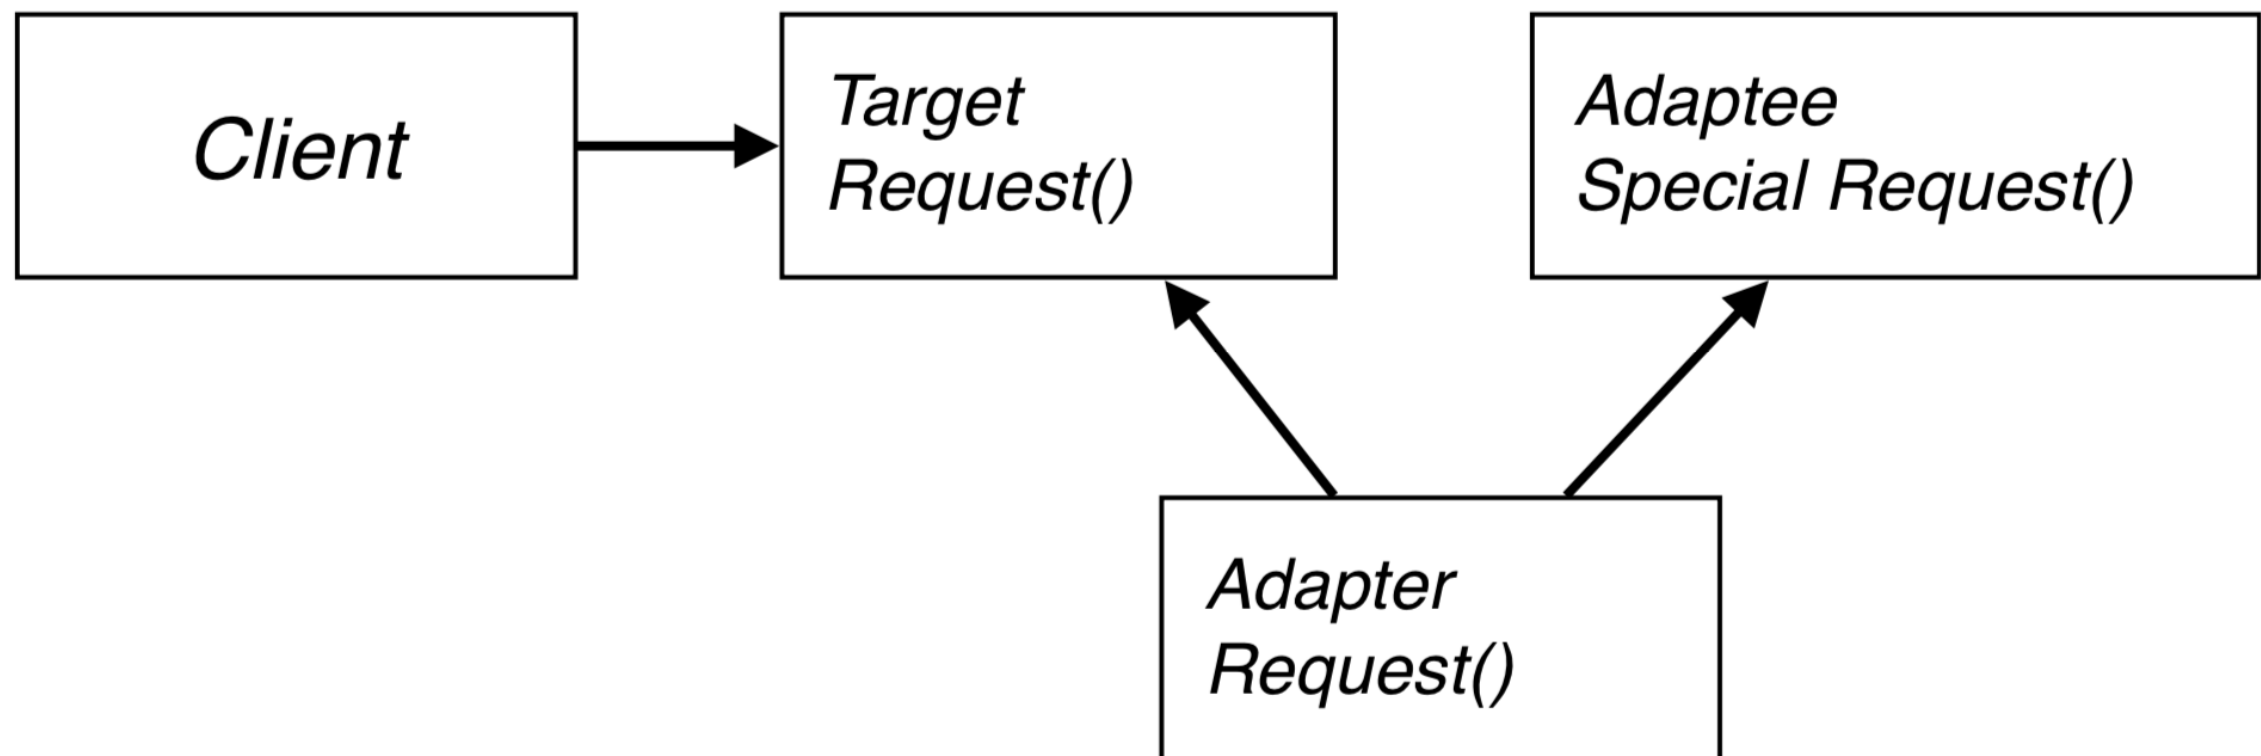 Client
Target
Request()
Adaptee
Special Request()
Adapter
Request()